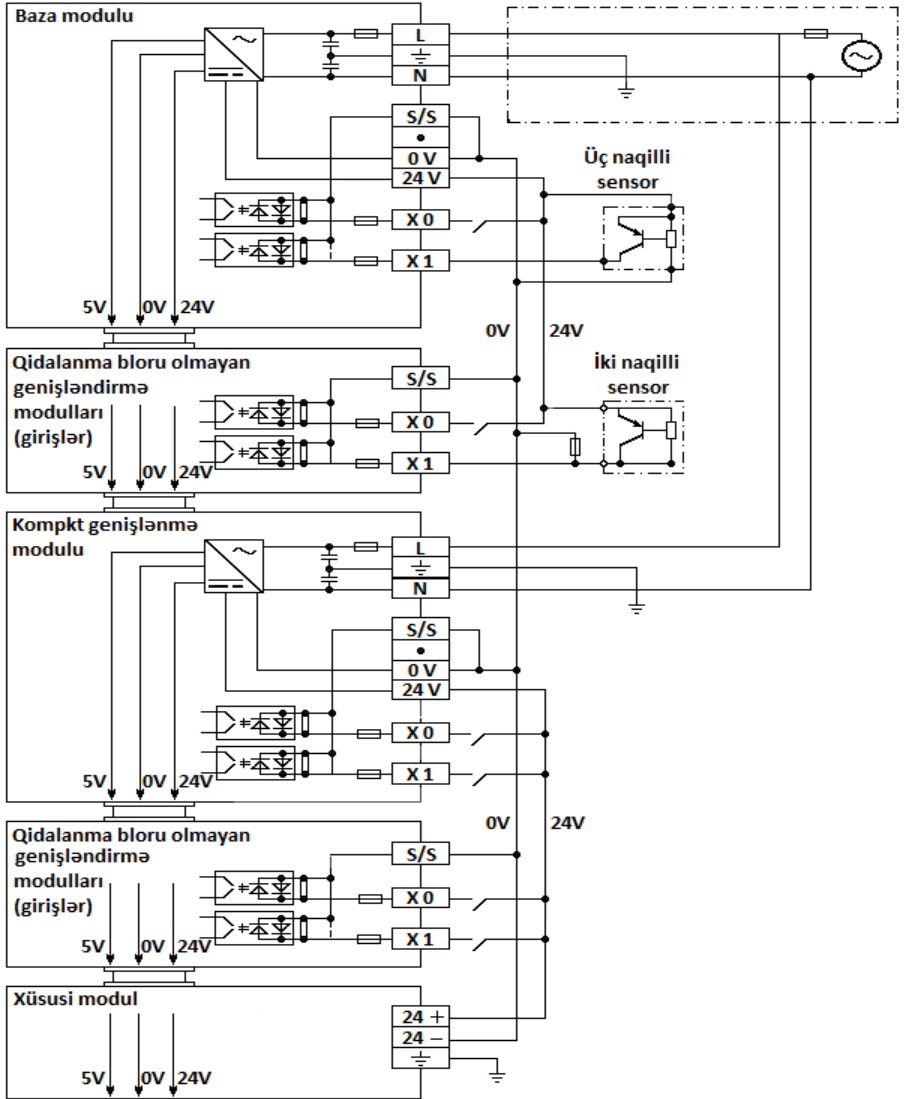 Baza modulu
L
N
S/S
0 V
24 V
X 0
X 1
5V
0V
24V
Üç naqilli
sensor
0V
24V
Qidalanma bloru olmayan
genişləndirmə
modulları
(girişlər)
5V
0V
24V
S/S
X 0
X 1
İki naqilli
sensor
Kompkt genişlənmə
modulu
L
N
S/S
0 V
24 V
X 0
X 1
5V
0V
24V
0V
24V
Qidalanma bloru olmayan
genişləndirmə
modulları
(girişlər)
5V
0V
24V
S/S
X 0
X 1
Xüsusi modul
24 +
24 −
5V
0V
24V